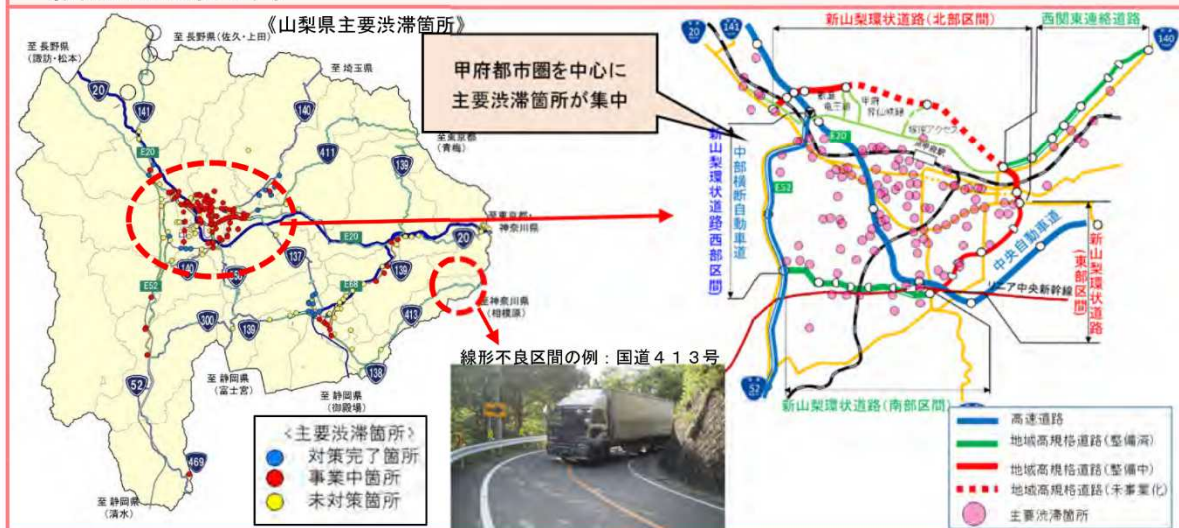 《山梨県主要渋滞箇所》
至 長野県(佐久・上田)
至 長野県
(諏訪・松本)
至 埼玉県
20
141
140
E20
411
至東京都
(青梅)
139
甲府都市圏を中心に
主要渋滞箇所が集中
E20
20
至東京都・
神奈川県
137
139
140
E52
E68
至神奈川県
(相模原)
300
139
413
52
138
至 静岡県
(富士宮)
至 静岡県
(御殿場)
469
至 静岡県
(清水)
<主要渋滞箇所>
対策完了箇所
事業中箇所
未対策箇所
線形不良区間の例:国道413号
新山梨環状道路(北部区間)
西関東連絡道路
20
141
140
E20
E52
新山梨環状道路西部区間)
中部横断自動車道
中央自動車道
リニア中央新幹線
新山梨環状道路
(東部区間)
52
新山梨環状道路(南部区間)
高速道路
地域高規格道路(整備済)
地域高規格道路(整備中)
地域高規格道路(未事業化)
主要渋滞箇所